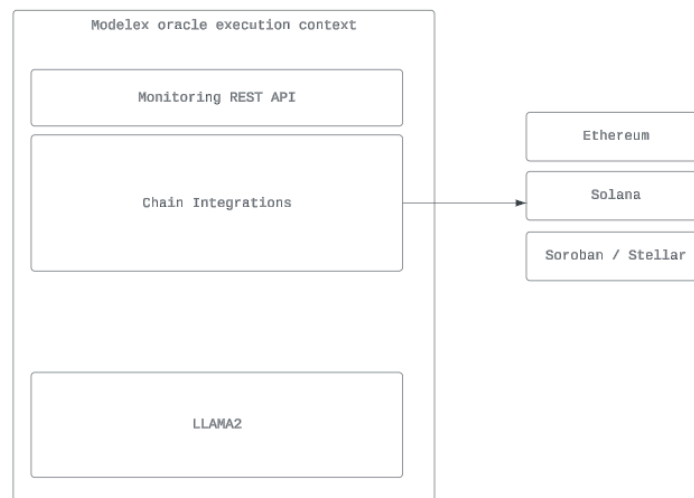 Modelex oracle execution context
Monitoring REST API
Chain Integrations
Ethereum
Solana
Soroban / Stellar
LLAMA2